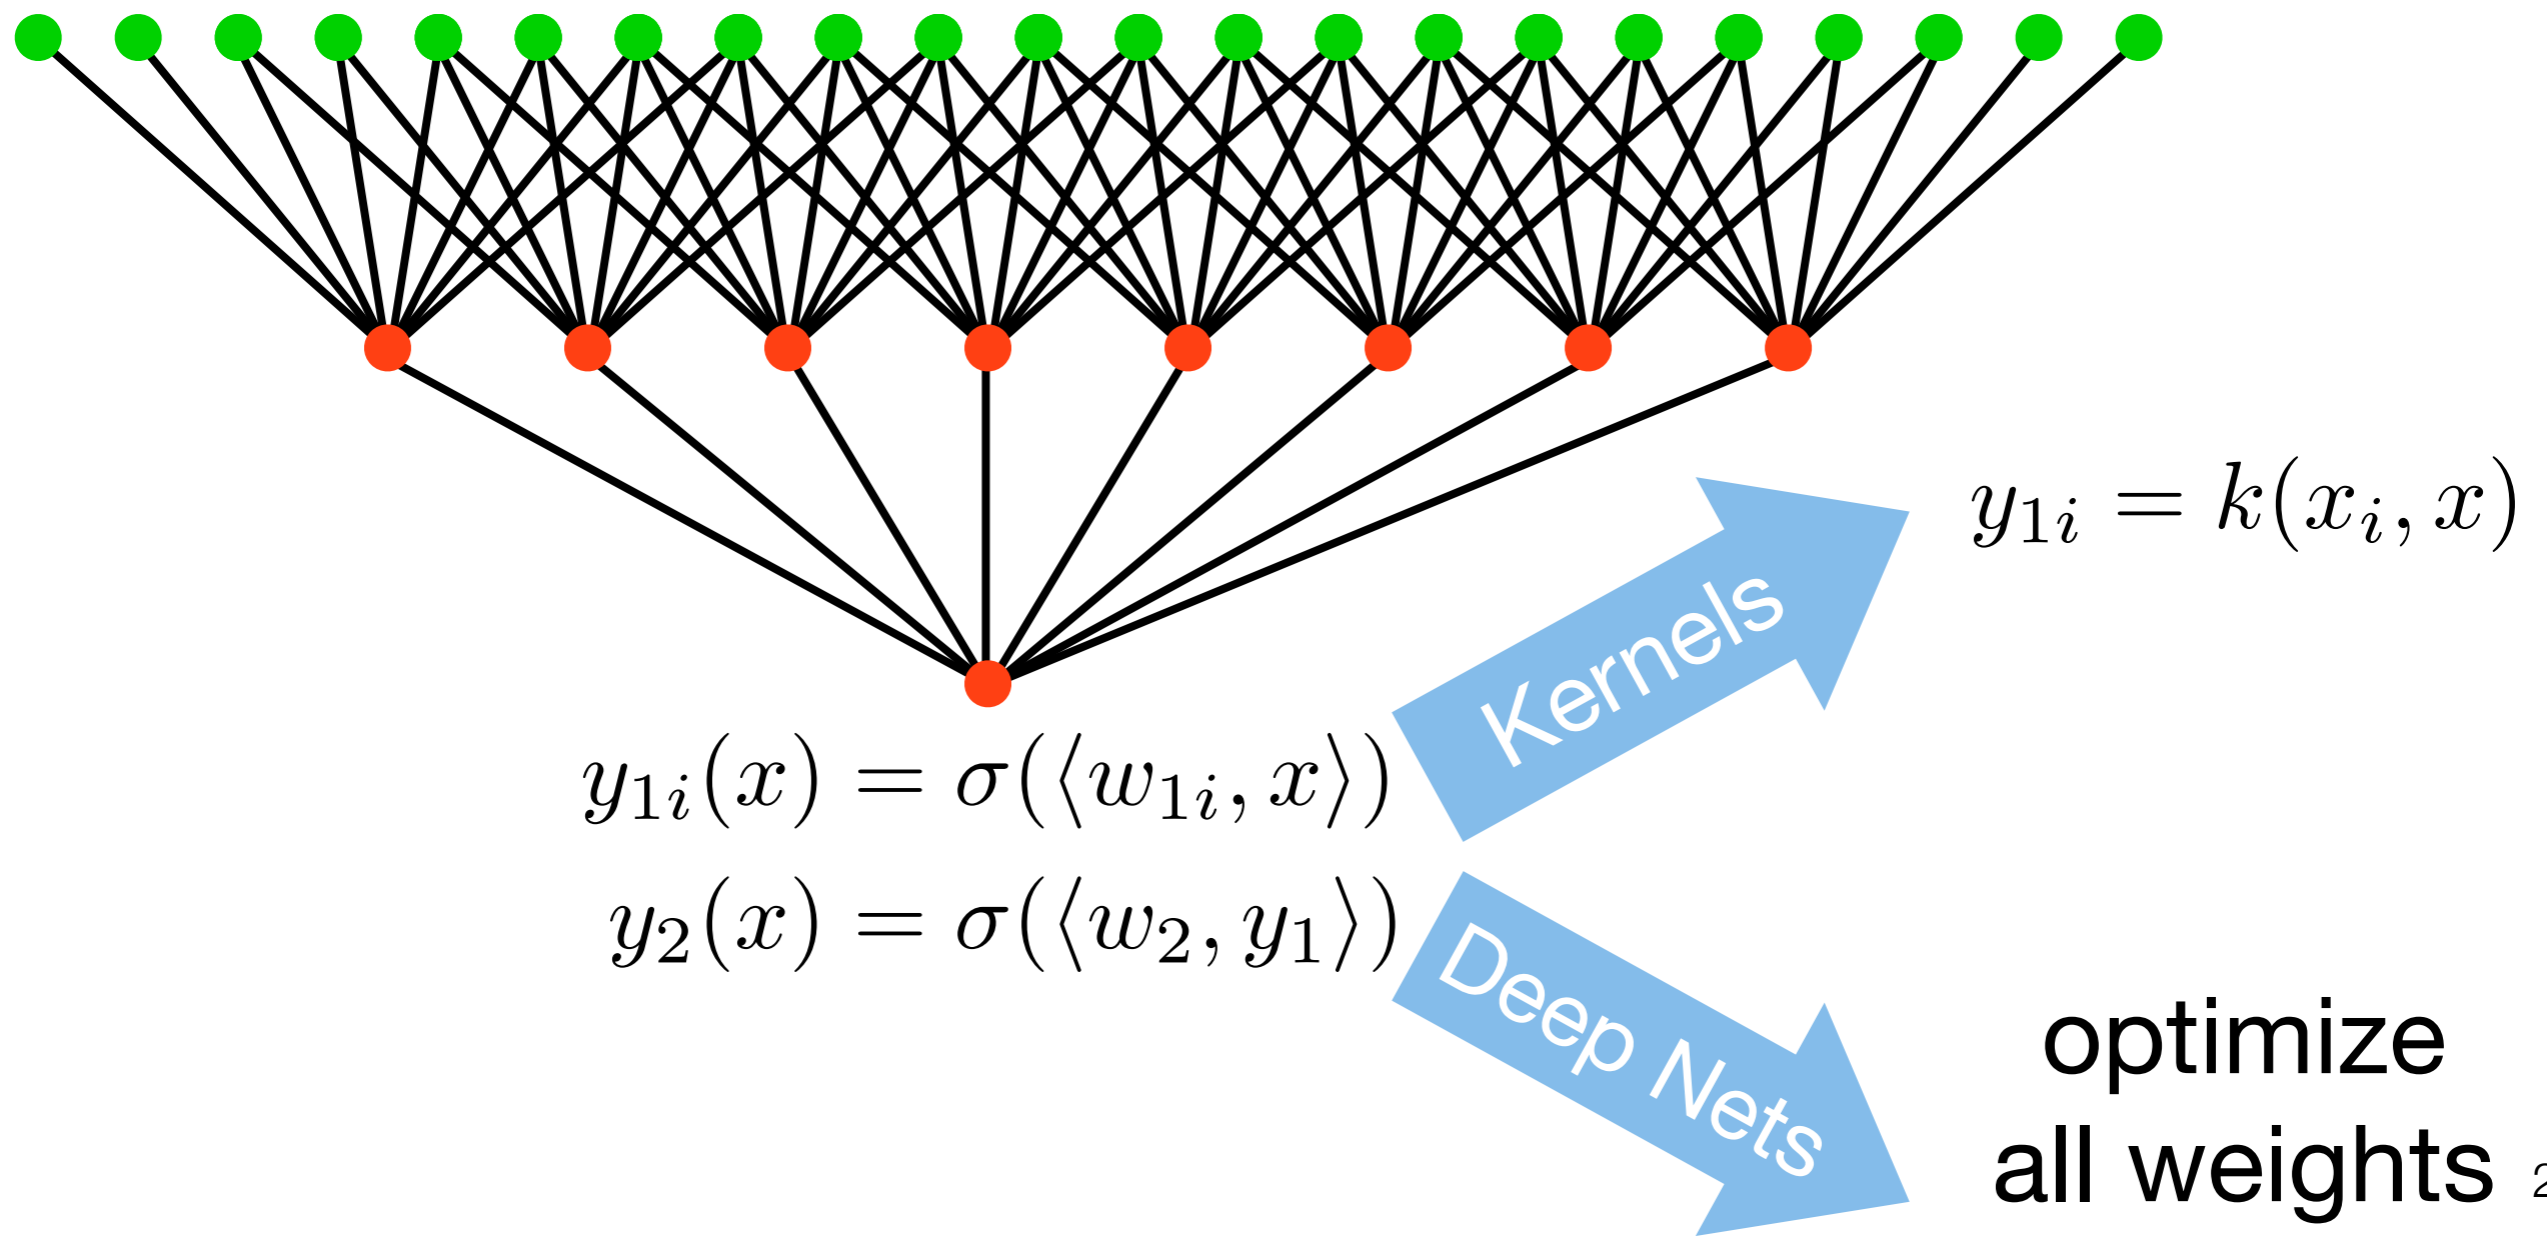 y_{1i} = k(x_i, x)
Kernels
y_{1i}(x) = σ(⟨w_{1i}, x⟩)
y_2(x) = σ(⟨w_2, y_1⟩)
Deep Nets
optimize
all weights